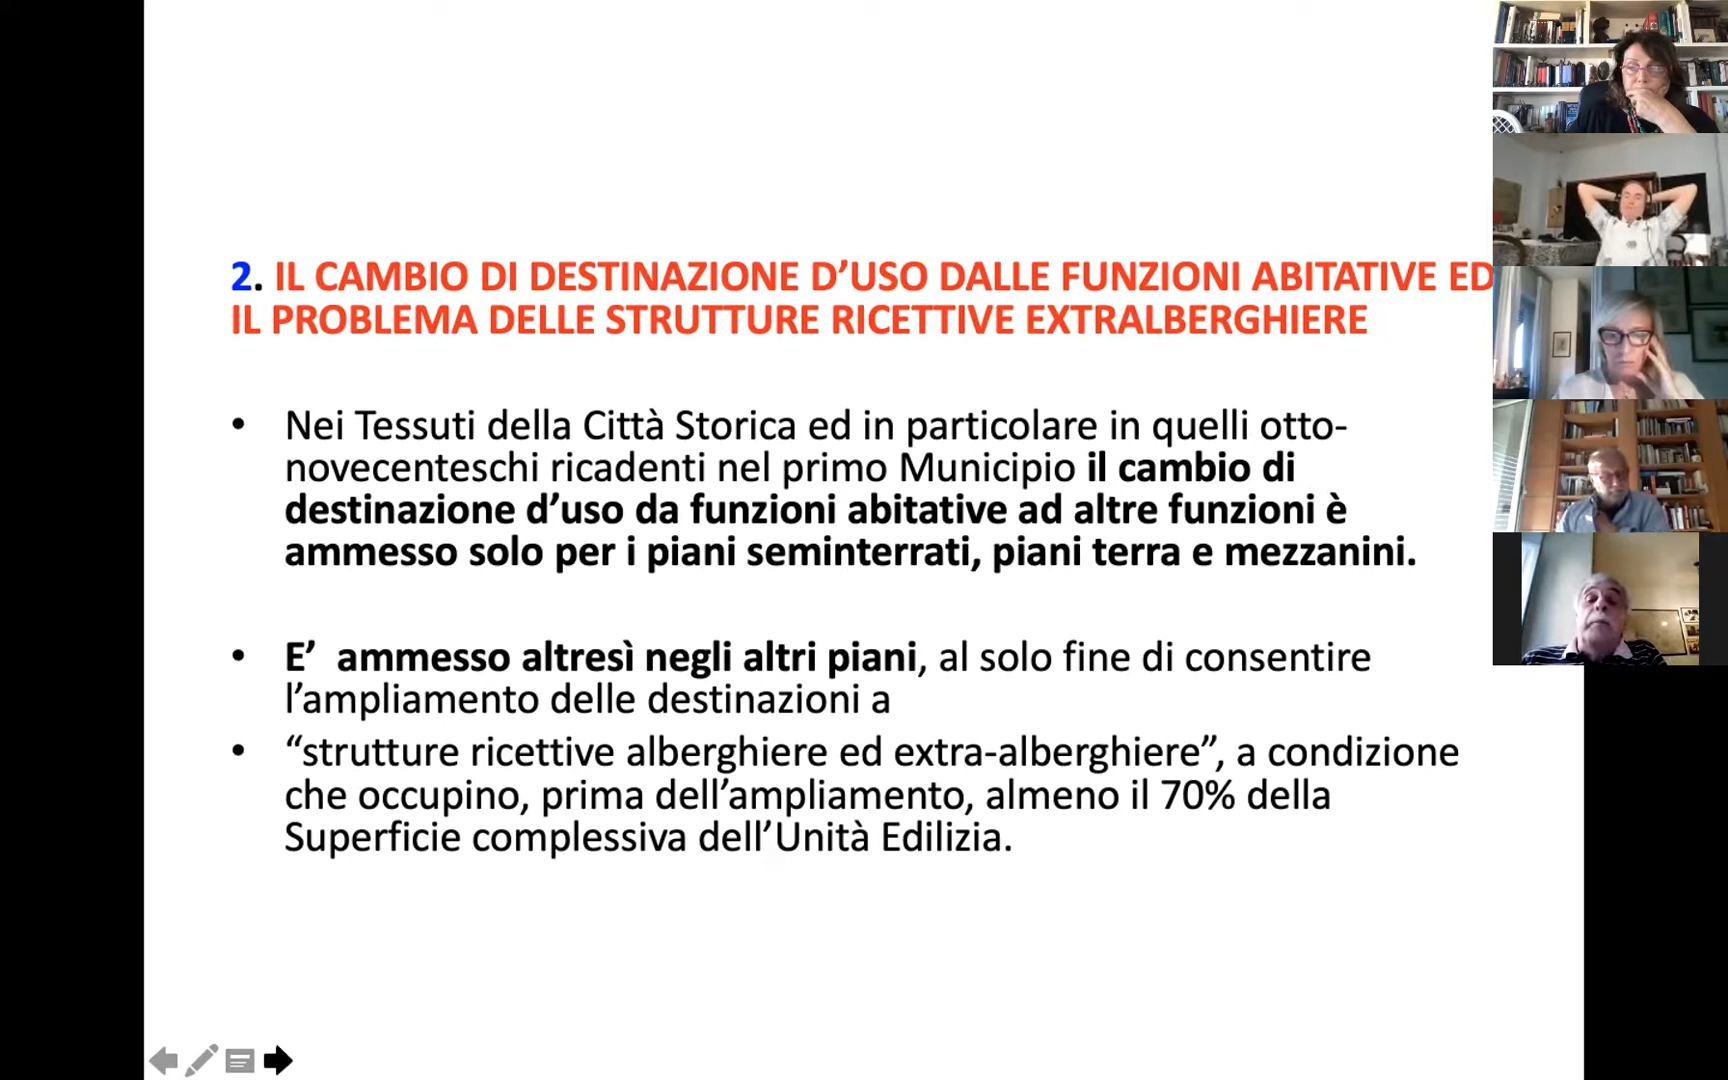 2. IL CAMBIO DI DESTINAZIONE D’USO DALLE FUNZIONI ABITATIVE ED
IL PROBLEMA DELLE STRUTTURE RICETTIVE EXTRALBERGHIERE
• Nei Tessuti della Città Storica ed in particolare in quelli otto-
novecenteschi ricadenti nel primo Municipio il cambio di
destinazione d’uso da funzioni abitative ad altre funzioni è
ammesso solo per i piani seminterrati, piani terra e mezzanini.
• E’ ammesso altresì negli altri piani, al solo fine di consentire
l’ampliamento delle destinazioni a
• “strutture ricettive alberghiere ed extra-alberghiere”, a condizione
che occupino, prima dell’ampliamento, almeno il 70% della
Superficie complessiva dell’Unità Edilizia.